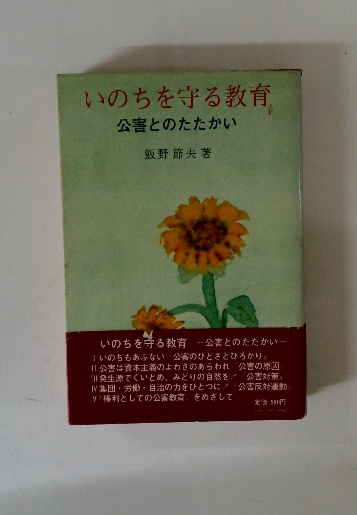 いのちを守る教育
公害とのたたかい
飯野節夫著
いのちを守る教育 —公害とのたたかい—
I いのちもあぶない「公害のひどさとひろがり」
II 公害は資本主義のよわさのあらわれ「公害の原因」
III 発生源でくいとめ、みどりの自然を!「公害対策」
IV 集団・労働・自治の力をひとつに!「公害反対運動」
V「権利としての公害教育」をめざして
定価 590円